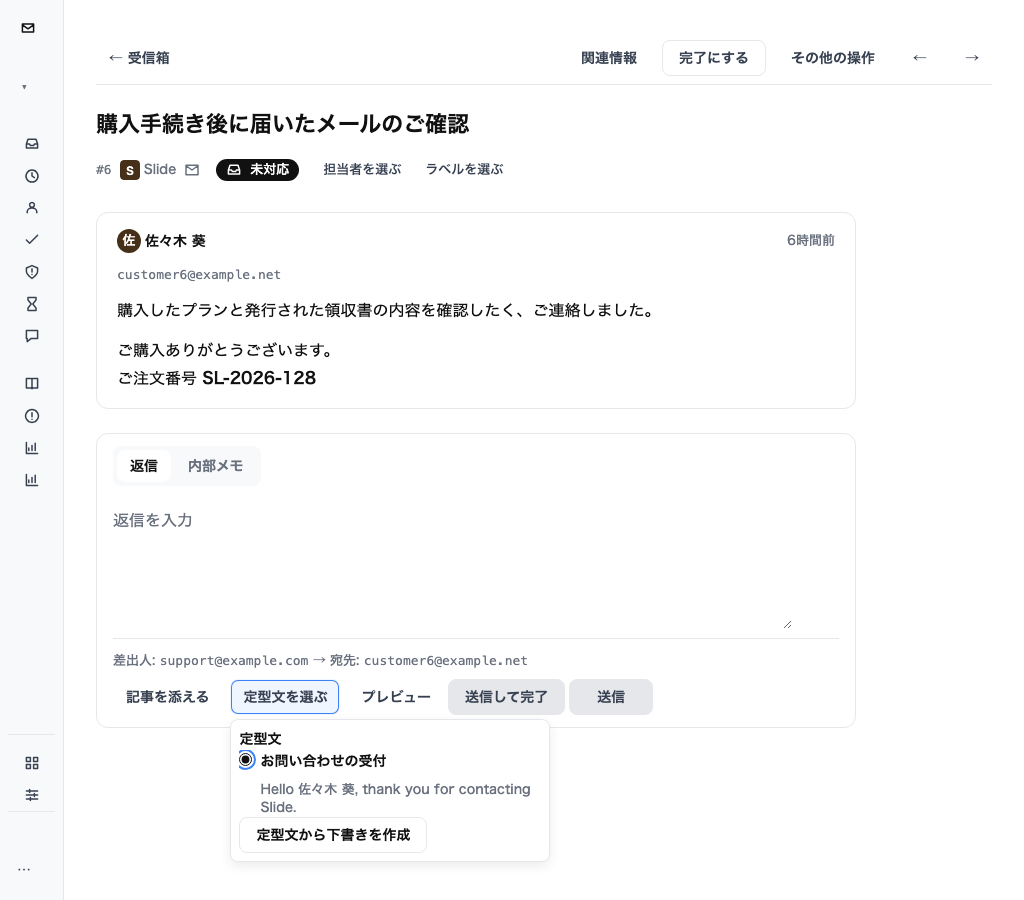 ← 受信箱
関連情報
完了にする
その他の操作
←
→
購入手続き後に届いたメールのご確認
#6 S Slide 未対応 担当者を選ぶ ラベルを選ぶ
佐 佐々木 葵 6時間前
customer6@example.net
購入したプランと発行された領収書の内容を確認したく、ご連絡しました。
ご購入ありがとうございます。
ご注文番号 SL-2026-128
返信 内部メモ
返信を入力
差出人: support@example.com → 宛先: customer6@example.net
記事を添える 定型文を選ぶ プレビュー 送信して完了 送信
定型文
お問い合わせの受付
Hello 佐々木 葵, thank you for contacting
Slide.
定型文から下書きを作成